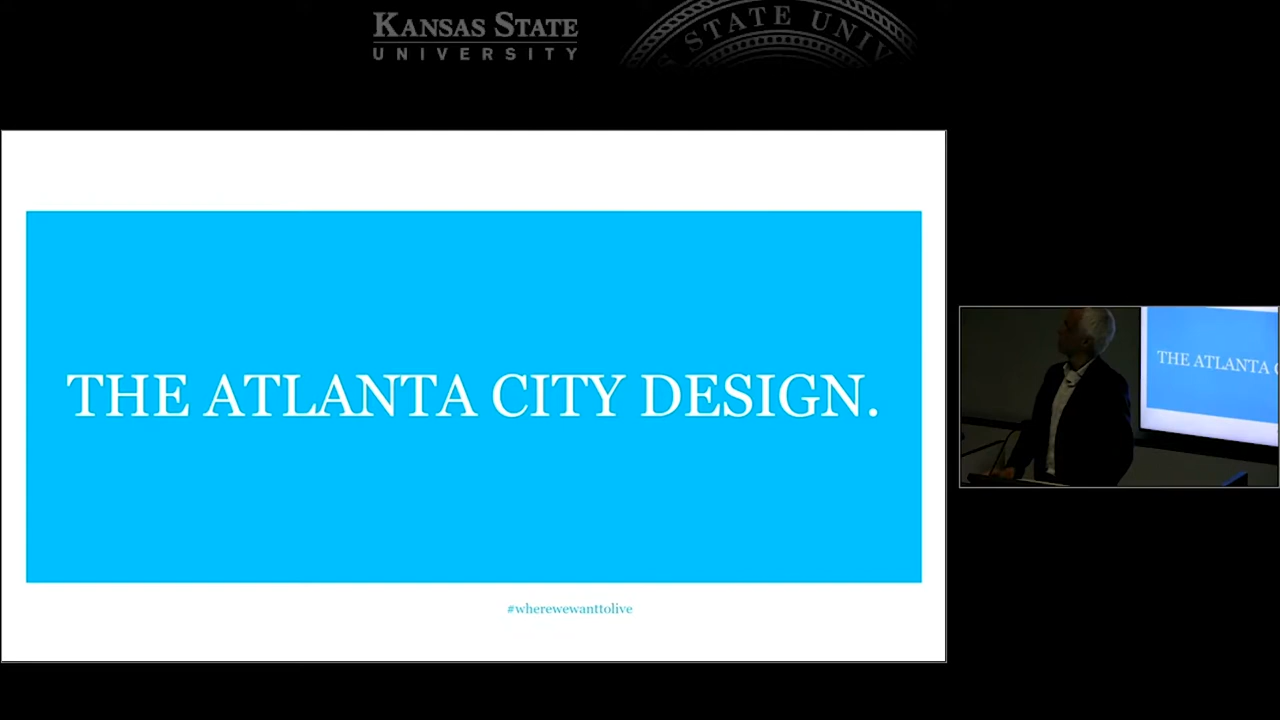 KANSAS STATE
UNIVERSITY
STATE UNIV
THE ATLANTA CITY DESIGN.
#wherewewanttolive
THE ATLANTA